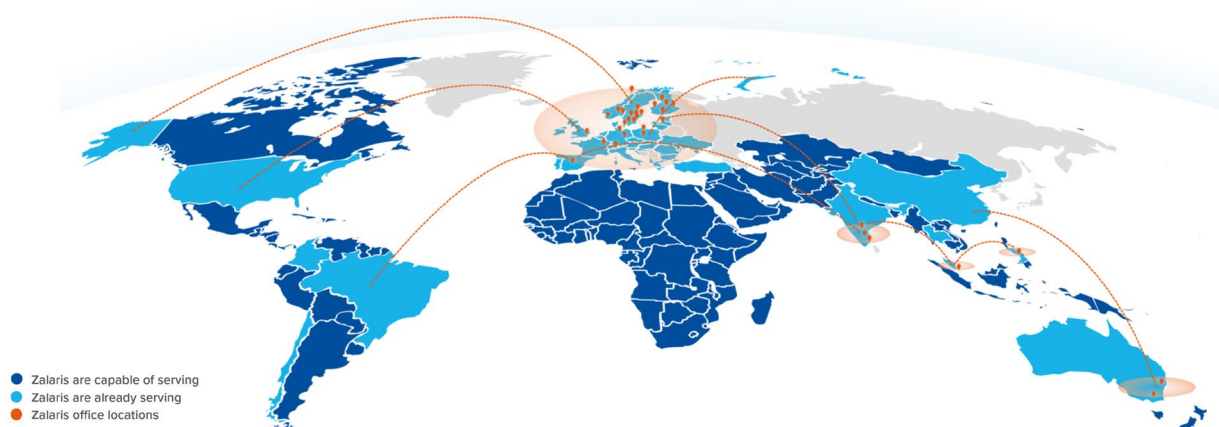 Zalaris are capable of serving
Zalaris are already serving
Zalaris office locations